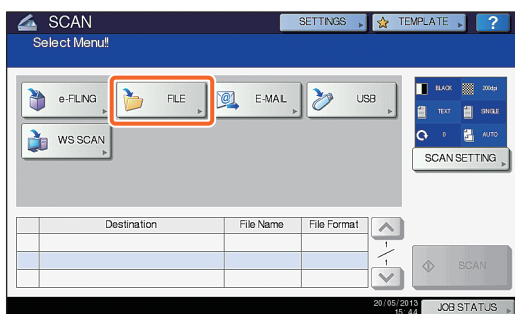 SCAN
SETTINGS
TEMPLATE
?
Select Menu!!
e-FILING
FILE
E-MAIL
USB
WS SCAN
BLACK
200dpi
TEXT
SINGLE
0
AUTO
SCAN SETTING
Destination
File Name
File Format
1
1
SCAN
20/05/2013
15:44
JOB STATUS